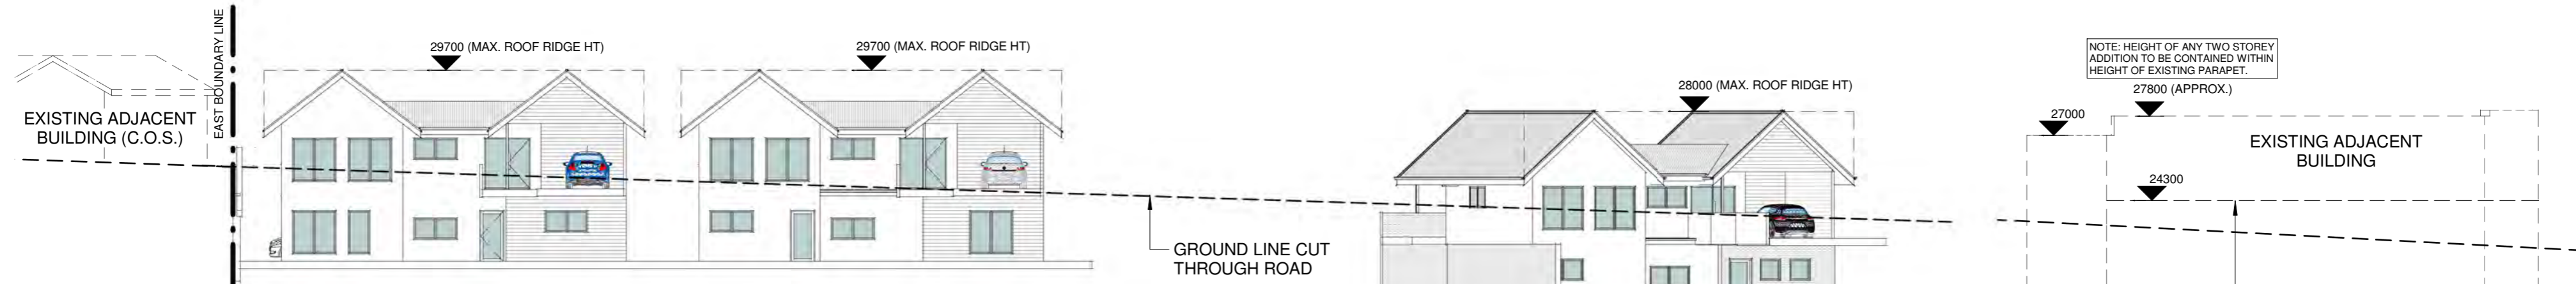 EXISTING ADJACENT
BUILDING (C.O.S.)
EAST BOUNDARY LINE
29700 (MAX. ROOF RIDGE HT)
29700 (MAX. ROOF RIDGE HT)
GROUND LINE CUT
THROUGH ROAD
28000 (MAX. ROOF RIDGE HT)
NOTE: HEIGHT OF ANY TWO STOREY
ADDITION TO BE CONTAINED WITHIN
HEIGHT OF EXISTING PARAPET.
27800 (APPROX.)
27000
EXISTING ADJACENT
BUILDING
24300